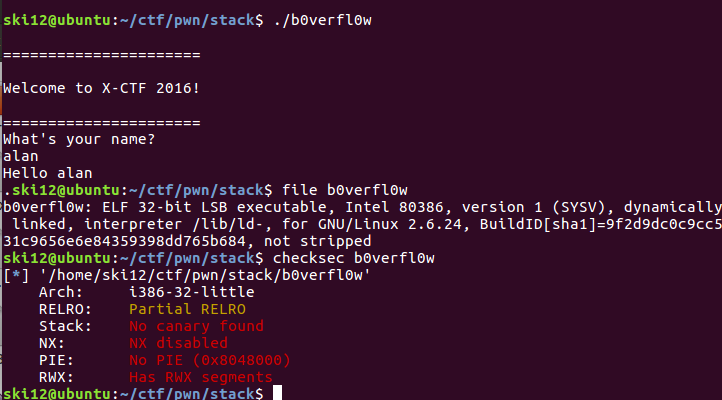 ski12@ubuntu:~/ctf/pwn/stack$ ./b0verfl0w
======================
Welcome to X-CTF 2016!
======================
What's your name?
alan
Hello alan
.ski12@ubuntu:~/ctf/pwn/stack$ file b0verfl0w
b0verfl0w: ELF 32-bit LSB executable, Intel 80386, version 1 (SYSV), dynamically
 linked, interpreter /lib/ld-, for GNU/Linux 2.6.24, BuildID[sha1]=9f2d9dc0c9cc5
31c9656e6e84359398dd765b684, not stripped
ski12@ubuntu:~/ctf/pwn/stack$ checksec b0verfl0w
[*] '/home/ski12/ctf/pwn/stack/b0verfl0w'
    Arch:     i386-32-little
    RELRO:    Partial RELRO
    Stack:    No canary found
    NX:       NX disabled
    PIE:      No PIE (0x8048000)
    RWX:      Has RWX segments
ski12@ubuntu:~/ctf/pwn/stack$